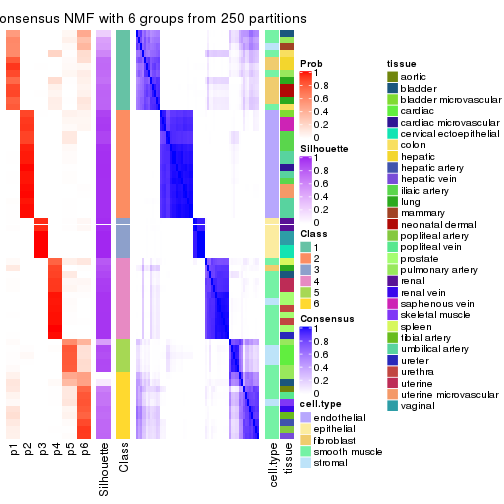 onsensus NMF with 6 groups from 250 partitions
p1
p2
p3
p4
p5
p6
Silhouette
Class
cell.type
tissue
Prob
1
0.8
0.6
0.4
0.2
0
Silhouette
1
0.8
0.6
0.4
0.2
0
Class
1
2
3
4
5
6
Consensus
1
0.8
0.6
0.4
0.2
0
cell.type
endothelial
epithelial
fibroblast
smooth muscle
stromal
tissue
aortic
bladder
bladder microvascular
cardiac
cardiac microvascular
cervical ectoepithelial
colon
hepatic
hepatic artery
hepatic vein
iliaic artery
lung
mammary
neonatal dermal
popliteal artery
popliteal vein
prostate
pulmonary artery
renal
renal vein
saphenous vein
skeletal muscle
spleen
tibial artery
umbilical artery
ureter
urethra
uterine
uterine microvascular
vaginal